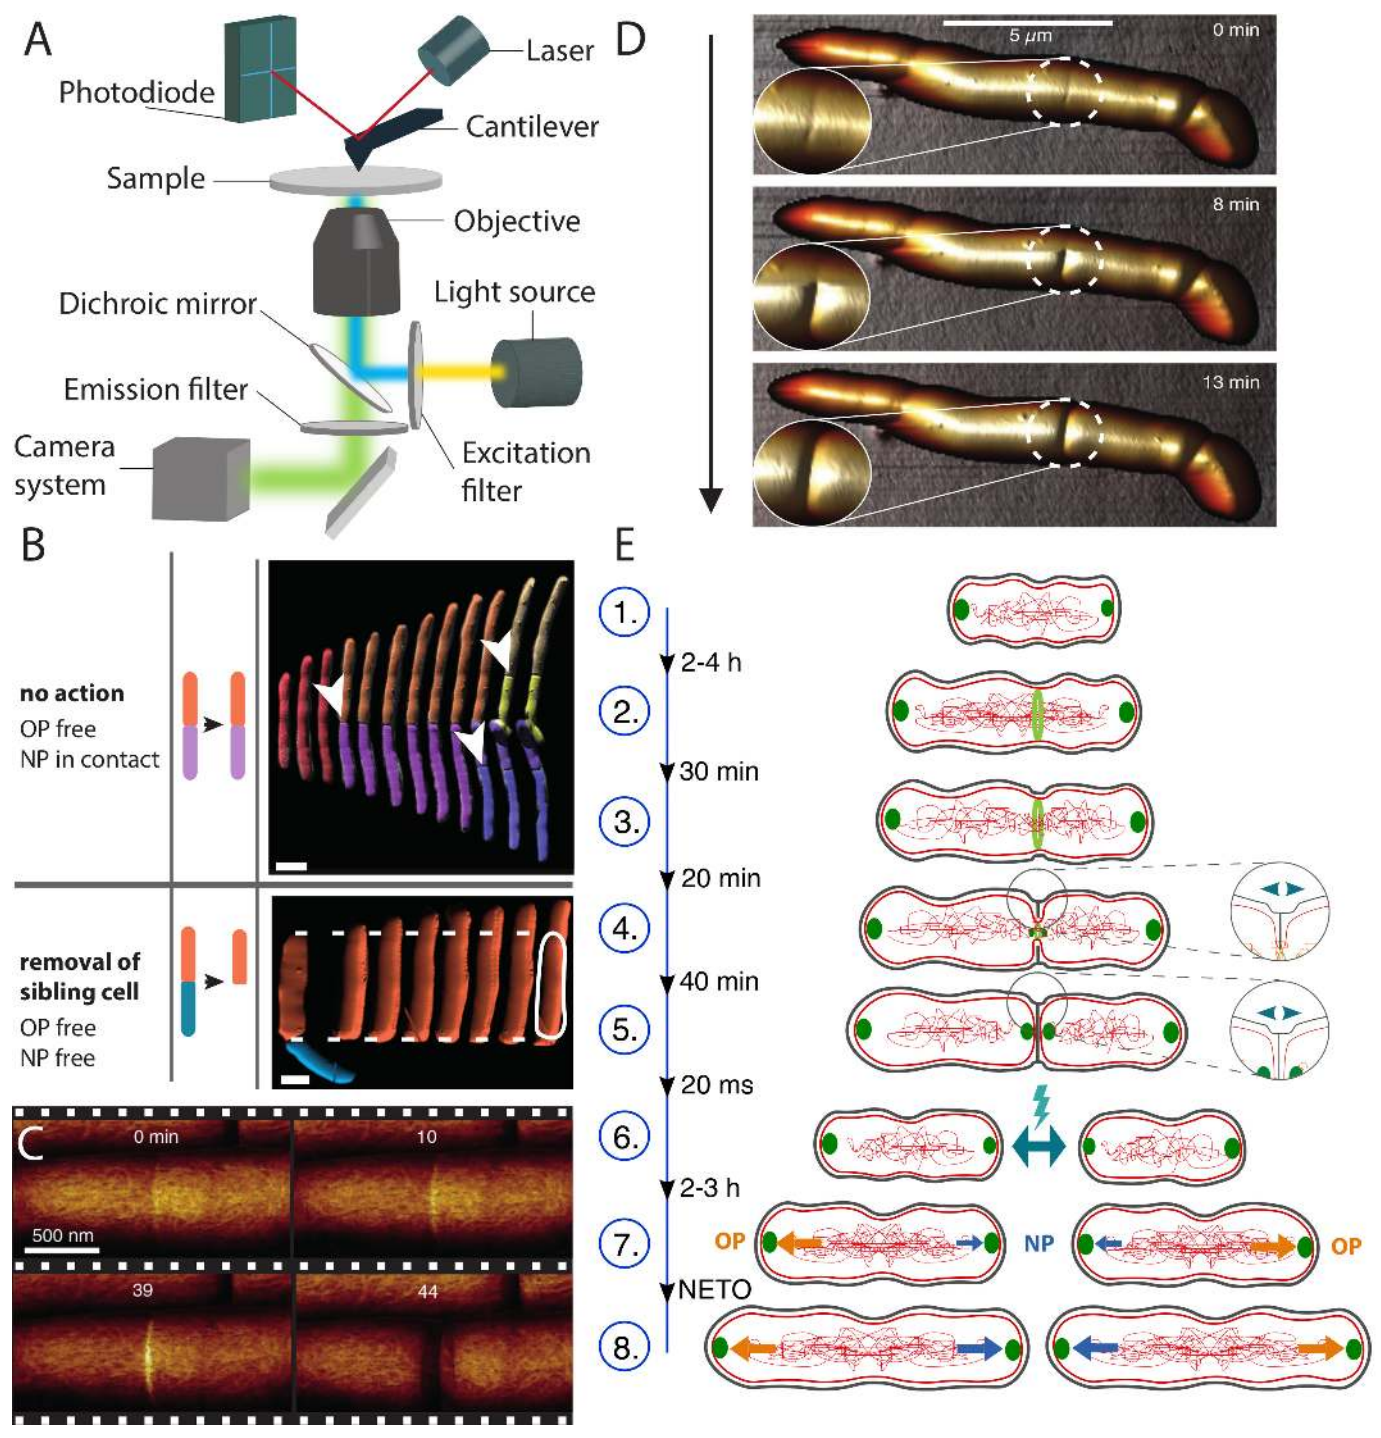 A
Photodiode
Laser
Cantilever
Sample
Objective
Dichroic mirror
Light source
Emission filter
Camera
system
Excitation
filter
B
no action
OP free
NP in contact
removal of
sibling cell
OP free
NP free
C
0 min
10
500 nm
39
44
D
5 µm
0 min
8 min
13 min
E
1.
2-4 h
2.
30 min
3.
20 min
4.
40 min
5.
20 ms
6.
2-3 h
7.
OP
NP
OP
NETO
8.